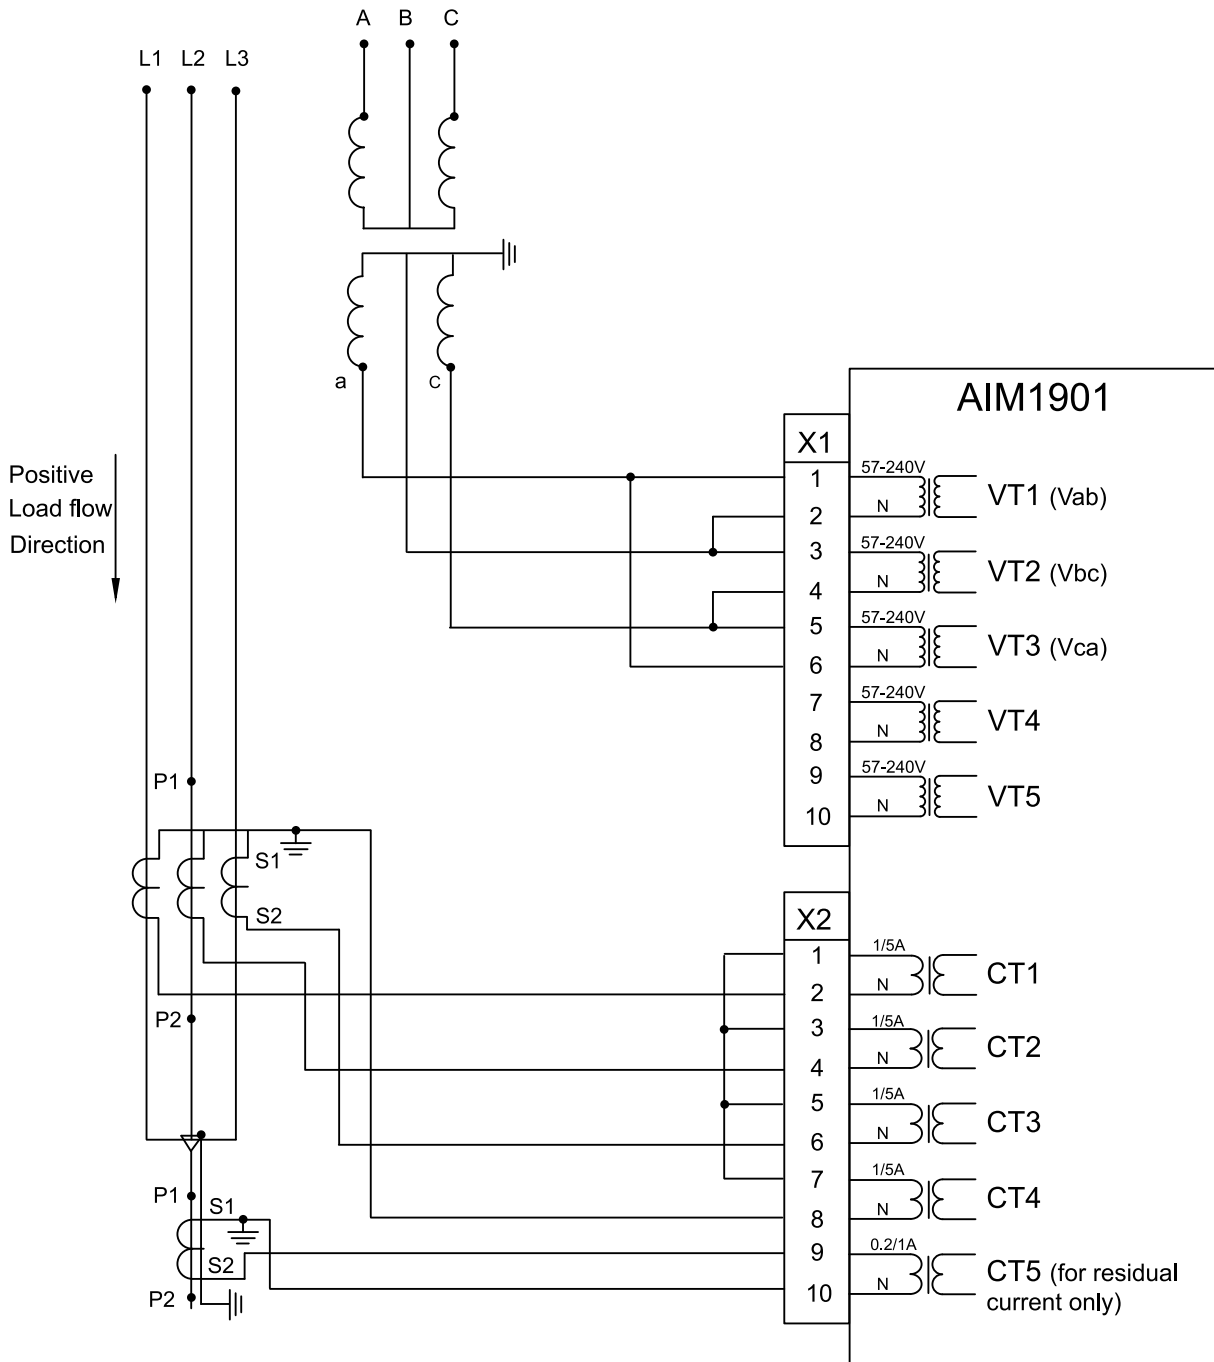 A B C
L1 L2 L3
a
c
Positive
Load flow
Direction
AIM1901
X1
1 57-240V
2 N
VT1 (Vab)
3 57-240V
4 N
VT2 (Vbc)
5 57-240V
6 N
VT3 (Vca)
7 57-240V
8 N
VT4
9 57-240V
10 N
VT5
P1
S1
S2
P2
X2
1 1/5A
2 N
CT1
3 1/5A
4 N
CT2
5 1/5A
6 N
CT3
7 1/5A
8 N
CT4
9 0.2/1A
10 N
CT5 (for residual
current only)
P1
S1
S2
P2